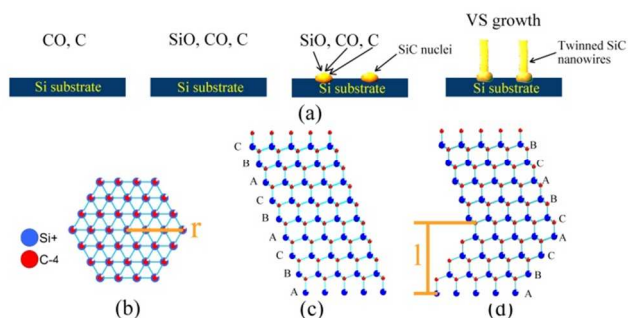 CO, C
SiO, CO, C
SiO, CO, C
SiC nuclei
VS growth
Twinned SiC
nanowires
Si substrate
Si substrate
Si substrate
Si substrate
(a)
r
Si+
C-4
(b)
C
B
A
C
B
A
C
B
A
(c)
l
B
C
A
B
C
A
C
B
A
(d)